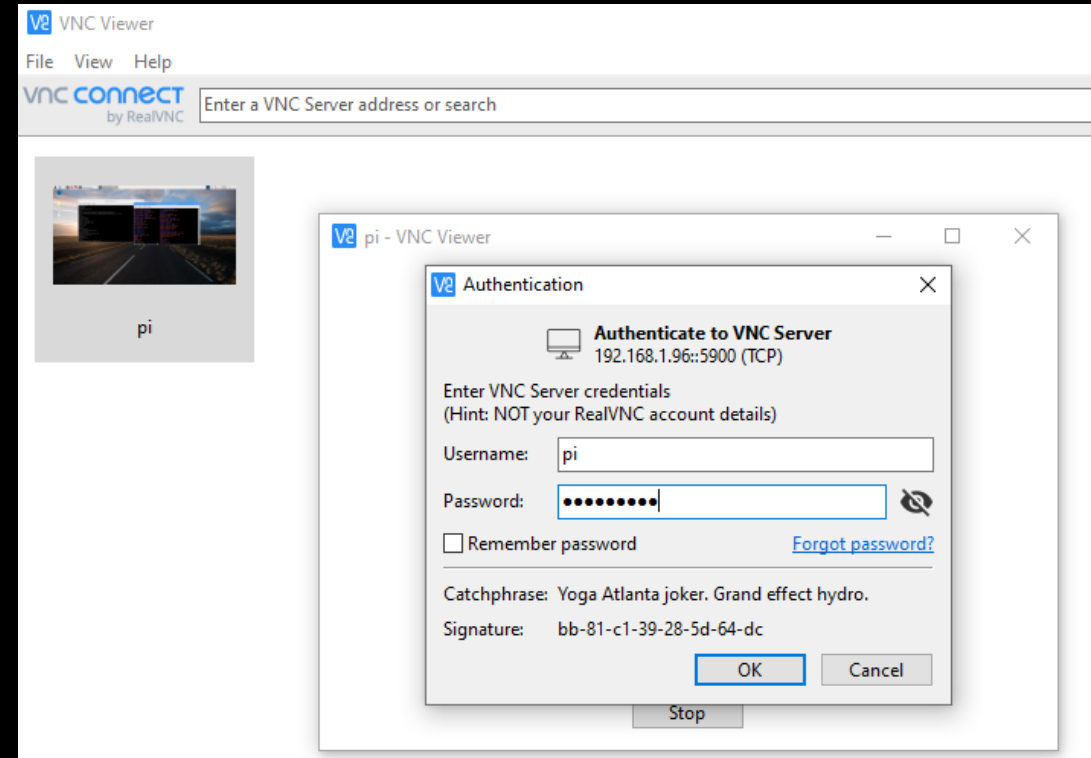 VNC Viewer
File View Help
VNC CONNECT
by RealVNC
Enter a VNC Server address or search
pi
pi - VNC Viewer
Authentication
Authenticate to VNC Server
192.168.1.96::5900 (TCP)
Enter VNC Server credentials
(Hint: NOT your RealVNC account details)
Username: pi
Password: •••••••••
Remember password Forgot password?
Catchphrase: Yoga Atlanta joker. Grand effect hydro.
Signature: bb-81-c1-39-28-5d-64-dc
OK Cancel
Stop